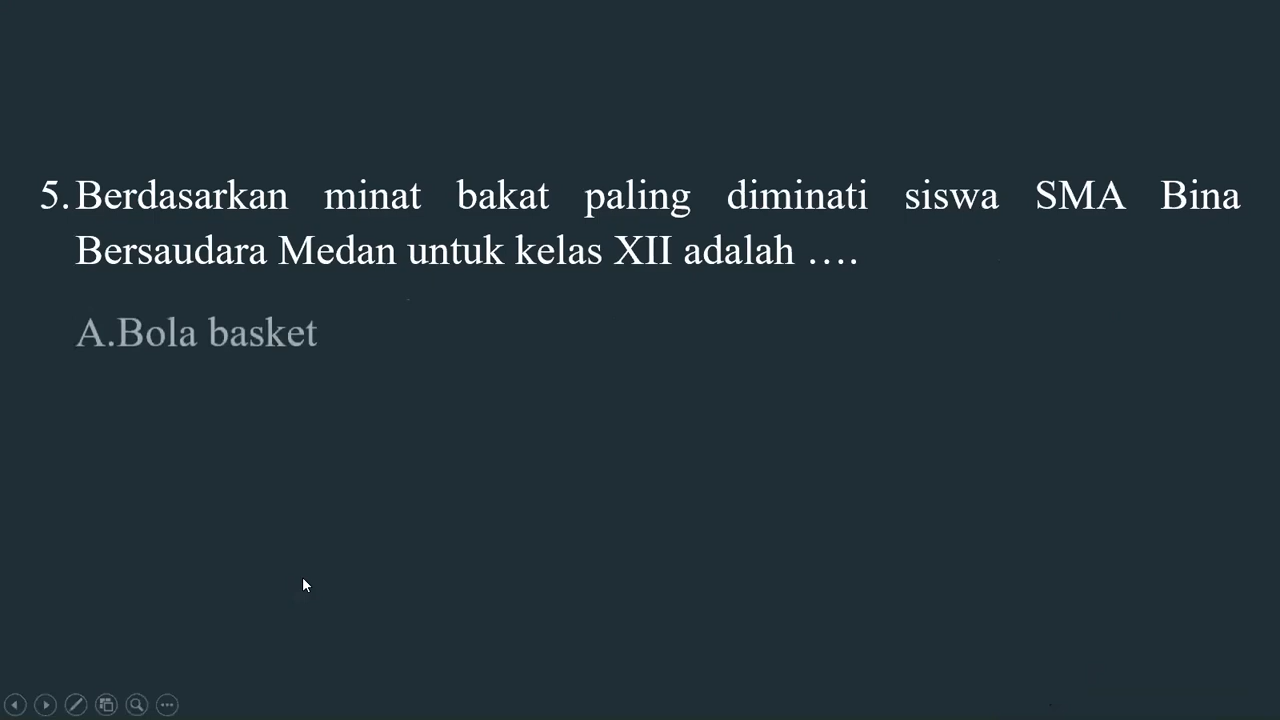 5. Berdasarkan minat bakat paling diminati siswa SMA Bina
Bersaudara Medan untuk kelas XII adalah ….
A.Bola basket